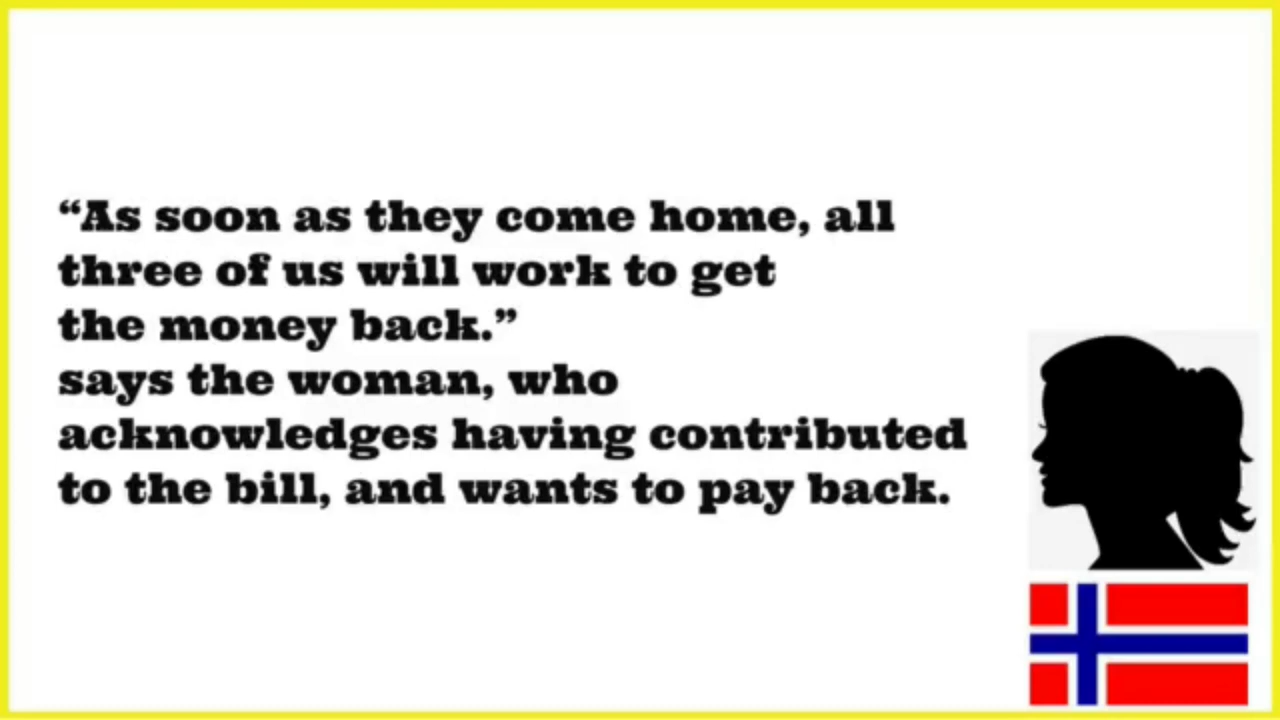 “As soon as they come home, all
three of us will work to get
the money back.”
says the woman, who
acknowledges having contributed
to the bill, and wants to pay back.